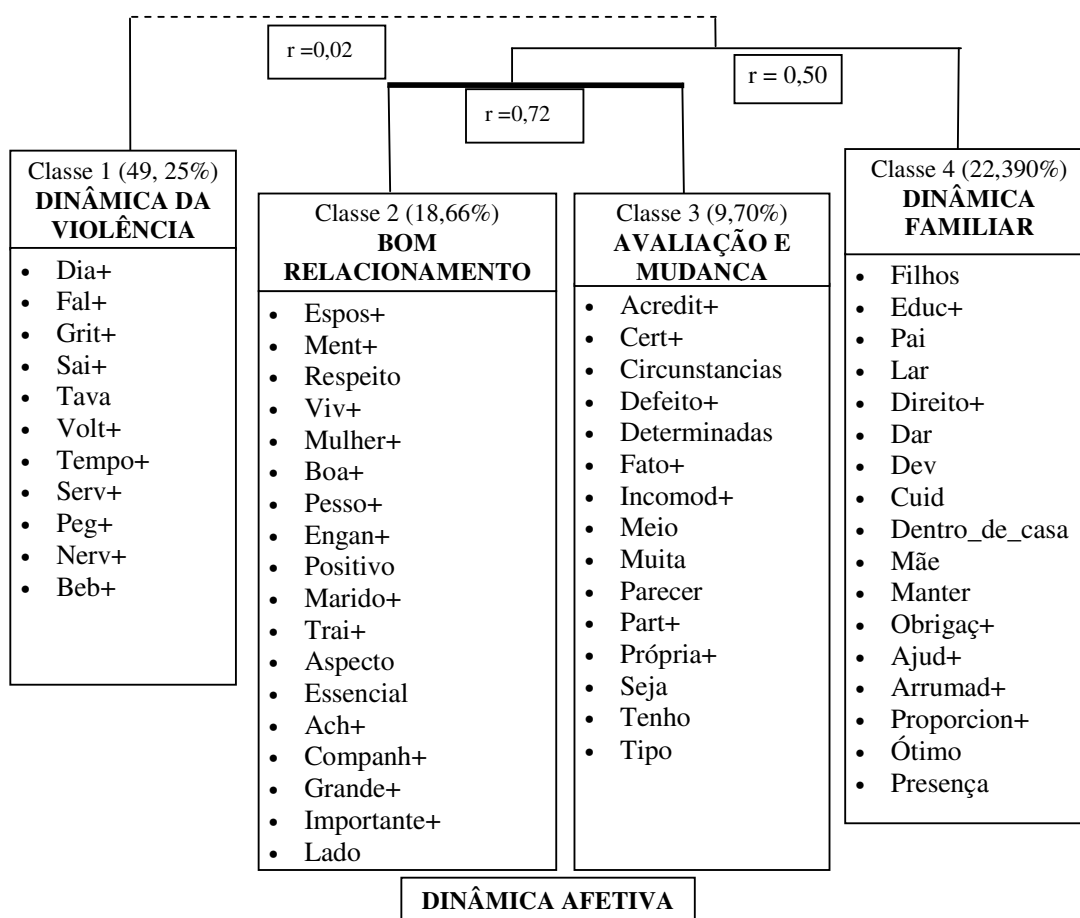 r =0,02
r = 0,50
r =0,72
Classe 1 (49, 25%)
DINÂMICA DA
VIOLÊNCIA
• Dia+
• Fal+
• Grit+
• Sai+
• Tava
• Volt+
• Tempo+
• Serv+
• Peg+
• Nerv+
• Beb+
Classe 2 (18,66%)
BOM
RELACIONAMENTO
• Espos+
• Ment+
• Respeito
• Viv+
• Mulher+
• Boa+
• Pesso+
• Engan+
• Positivo
• Marido+
• Trai+
• Aspecto
• Essencial
• Ach+
• Companh+
• Grande+
• Importante+
• Lado
Classe 3 (9,70%)
AVALIAÇÃO E
MUDANCA
• Acredit+
• Cert+
• Circunstancias
• Defeito+
• Determinadas
• Fato+
• Incomod+
• Meio
• Muita
• Parecer
• Part+
• Própria+
• Seja
• Tenho
• Tipo
Classe 4 (22,390%)
DINÂMICA
FAMILIAR
• Filhos
• Educ+
• Pai
• Lar
• Direito+
• Dar
• Dev
• Cuid
• Dentro_de_casa
• Mãe
• Manter
• Obrigaç+
• Ajud+
• Arrumad+
• Proporcion+
• Ótimo
• Presença
DINÂMICA AFETIVA